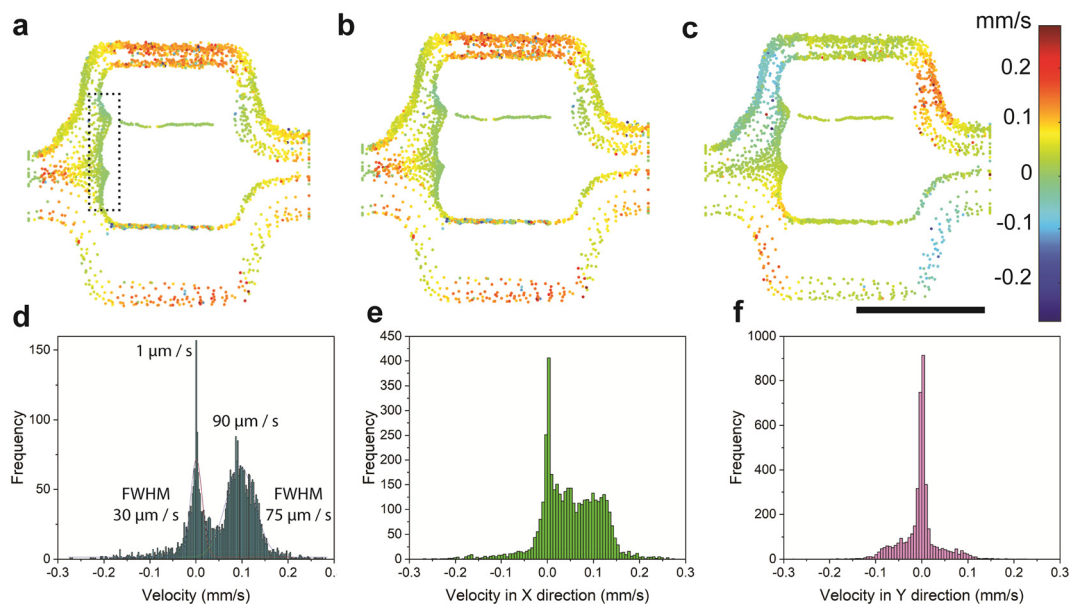 a b c mm/s
0.2
0.1
0
-0.1
-0.2
d e f
150
100
50
0
Frequency
1 µm / s
90 µm / s
FWHM
30 µm / s
FWHM
75 µm / s
-0.3 -0.2 -0.1 0.0 0.1 0.2 0.3
Velocity (mm/s)
450
400
350
300
250
200
150
100
50
0
Frequency
-0.3 -0.2 -0.1 0.0 0.1 0.2 0.3
Velocity in X direction (mm/s)
1000
800
600
400
200
0
Frequency
-0.3 -0.2 -0.1 0.0 0.1 0.2 0.3
Velocity in Y direction (mm/s)